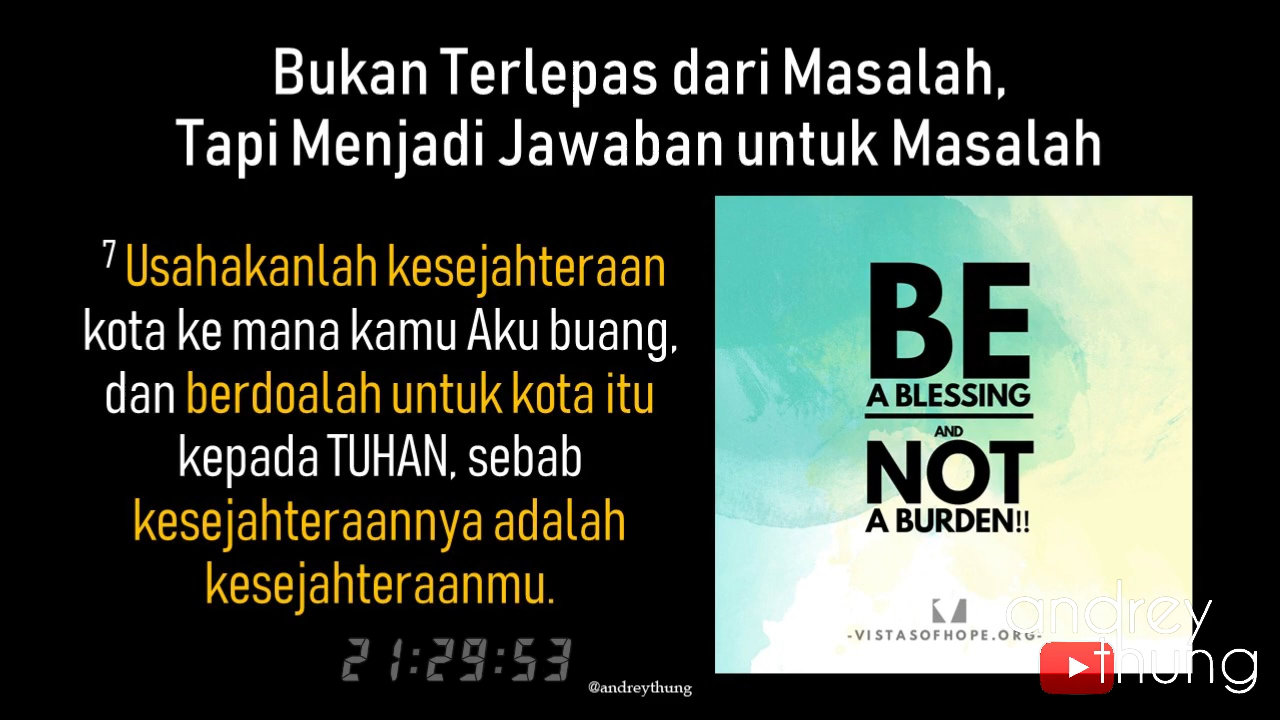 Bukan Terlepas dari Masalah,
Tapi Menjadi Jawaban untuk Masalah
7 Usahakanlah kesejahteraan
kota ke mana kamu Aku buang,
dan berdoalah untuk kota itu
kepada TUHAN, sebab
kesejahteraannya adalah
kesejahteraanmu.
BE
A BLESSING
AND
NOT
A BURDEN!!
-VISTASOFHOPE.ORG-
andrey
thung
21:29:53
@andreythung